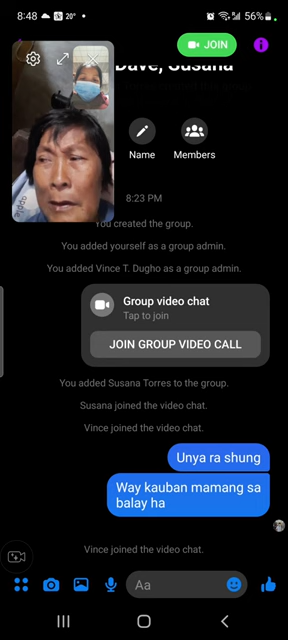 8:48
20°
56%
JOIN
Dave, Susana
Name
Members
8:23 PM
You created the group.
You added yourself as a group admin.
You added Vince T. Dugho as a group admin.
Group video chat
Tap to join
JOIN GROUP VIDEO CALL
You added Susana Torres to the group.
Susana joined the video chat.
Vince joined the video chat.
Unya ra shung
Way kauban mamang sa
balay ha
Vince joined the video chat.
Aa